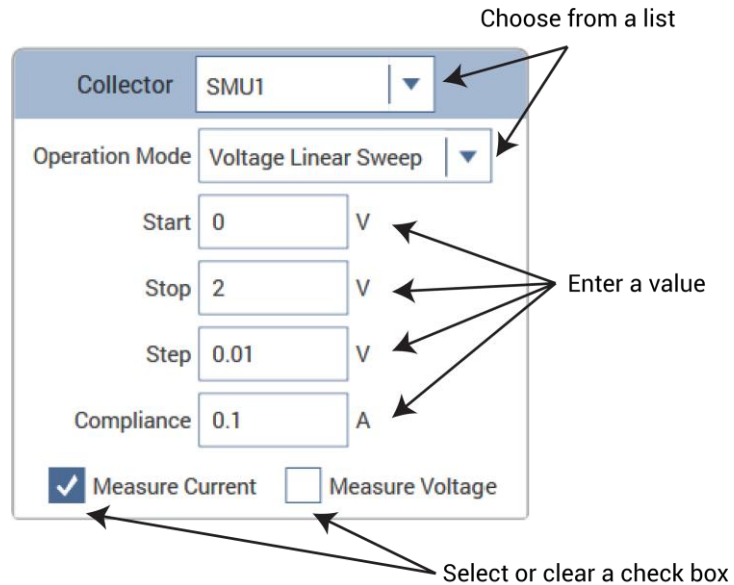 Choose from a list
Collector SMU1
Operation Mode Voltage Linear Sweep
Start 0 V
Stop 2 V
Enter a value
Step 0.01 V
Compliance 0.1 A
Measure Current Measure Voltage
Select or clear a check box